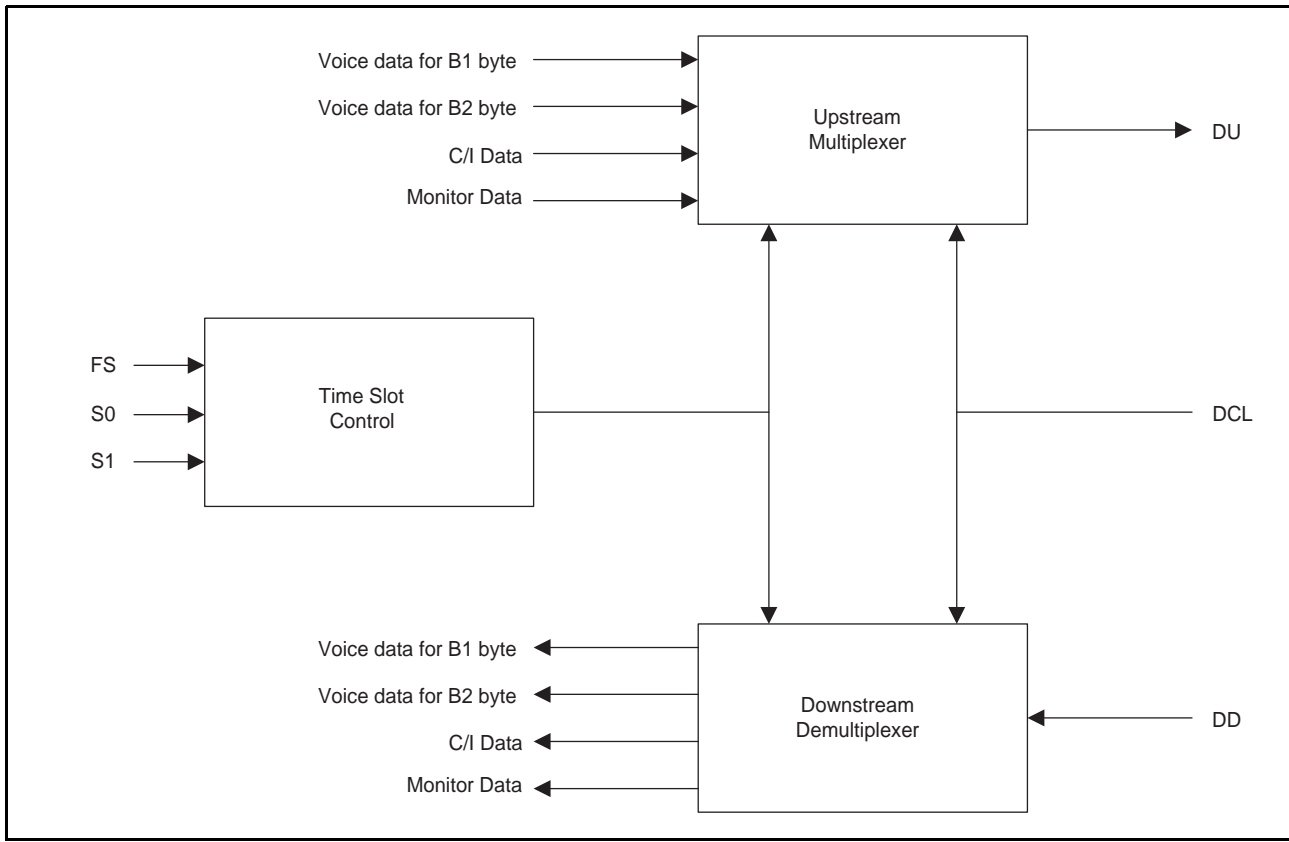 Voice data for B1 byte
Voice data for B2 byte
C/I Data
Monitor Data
Upstream
Multiplexer
DU
FS
S0
S1
Time Slot
Control
DCL
Voice data for B1 byte
Voice data for B2 byte
C/I Data
Monitor Data
Downstream
Demultiplexer
DD